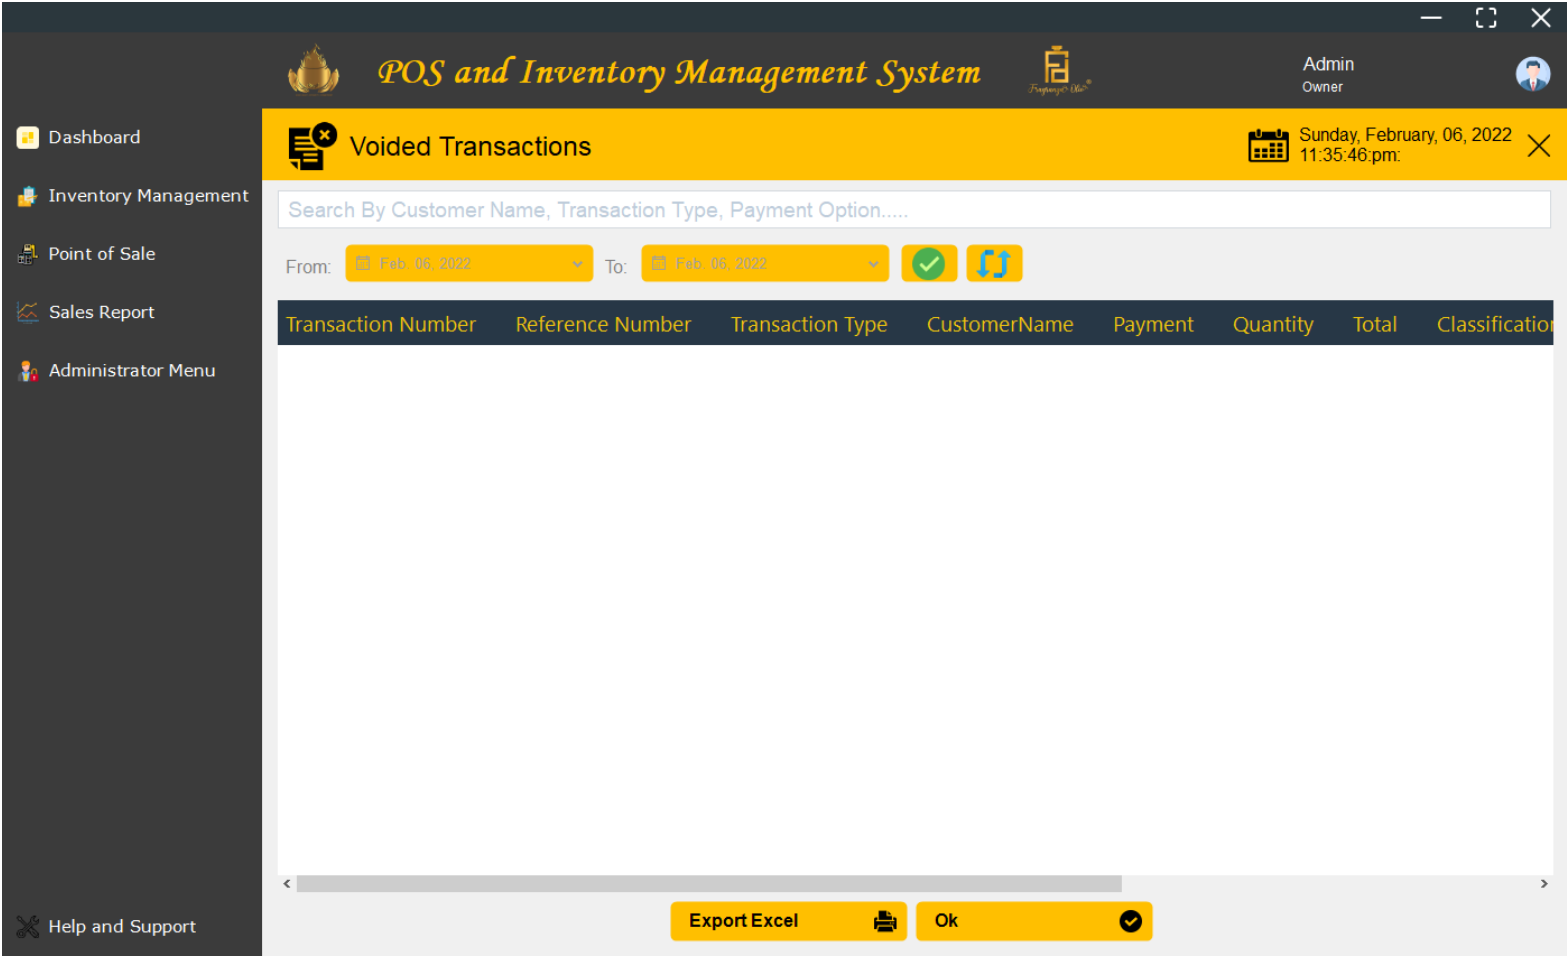 POS and Inventory Management System
Fragranze Olio
Admin
Owner
Dashboard
Inventory Management
Point of Sale
Sales Report
Administrator Menu
Help and Support
Voided Transactions
Sunday, February, 06, 2022
11:35:46:pm:
Search By Customer Name, Transaction Type, Payment Option.....
From: Feb. 06, 2022 To: Feb. 06, 2022
Transaction Number Reference Number Transaction Type CustomerName Payment Quantity Total Classification
Export Excel Ok